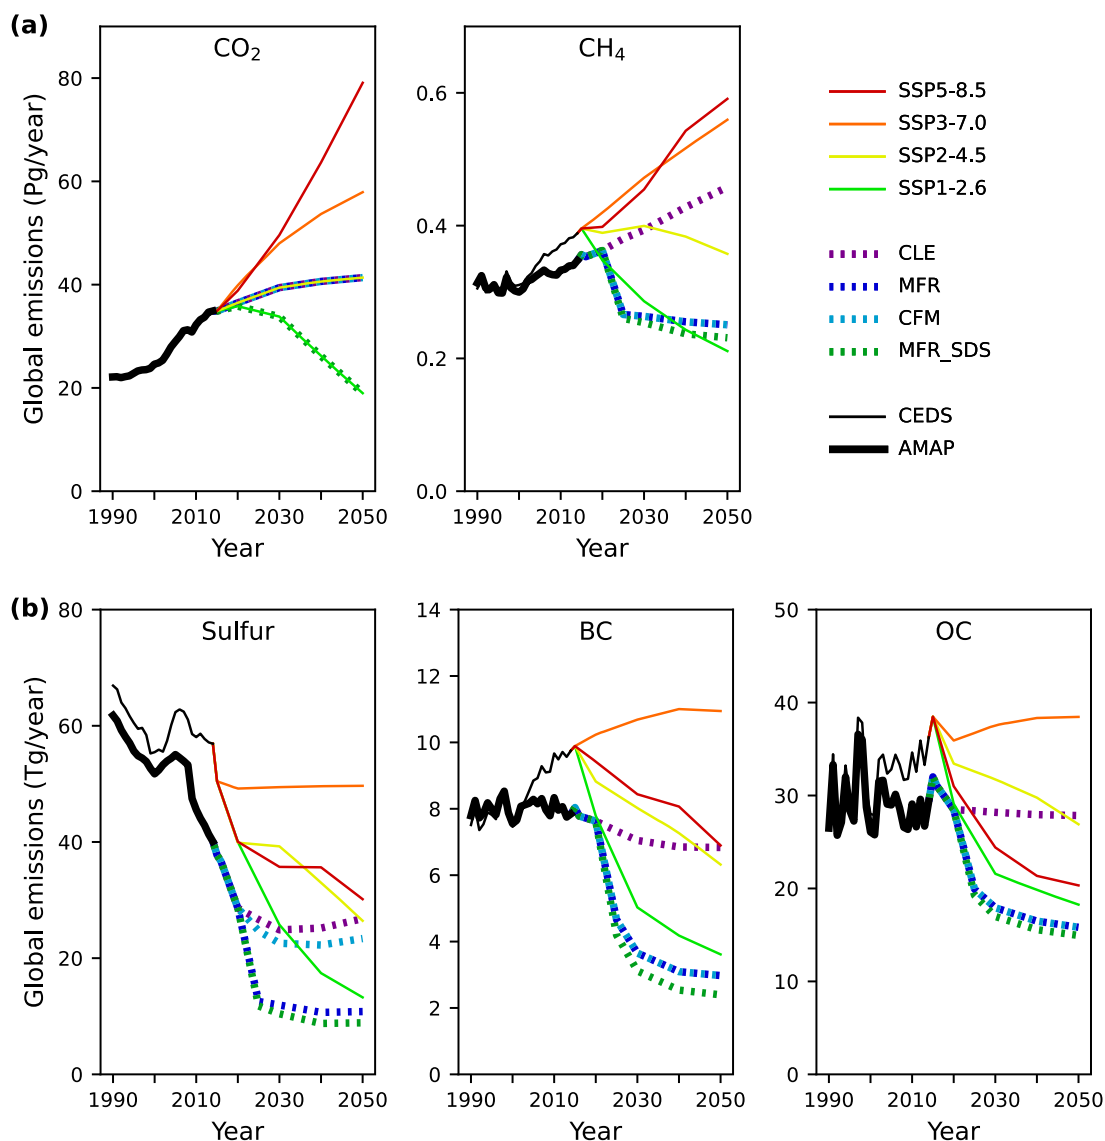 (a)
CO2
CH4
Global emissions (Pg/year)
80
60
40
20
0
1990 2010 2030 2050
Year
0.6
0.4
0.2
0.0
1990 2010 2030 2050
Year
SSP5-8.5
SSP3-7.0
SSP2-4.5
SSP1-2.6
CLE
MFR
CFM
MFR_SDS
CEDS
AMAP
(b)
Sulfur
BC
OC
Global emissions (Tg/year)
80
60
40
20
0
1990 2010 2030 2050
Year
14
12
10
8
6
4
2
0
1990 2010 2030 2050
Year
50
40
30
20
10
0
1990 2010 2030 2050
Year